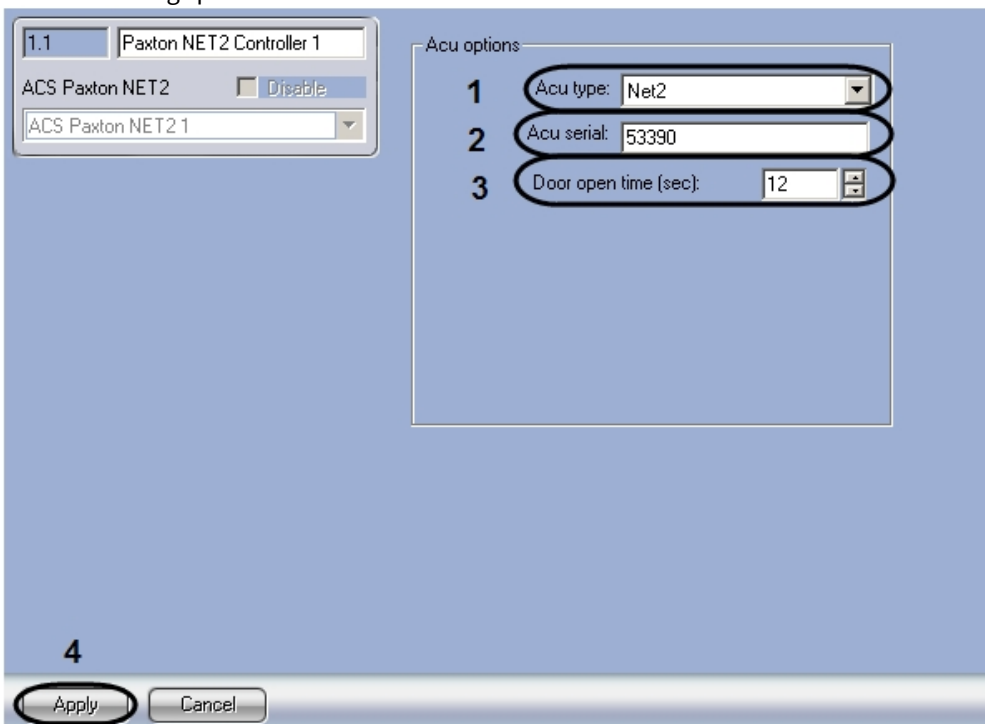 1.1 Paxton NET2 Controller 1
ACS Paxton NET2 Disable
ACS Paxton NET2 1
Acu options
1 Acu type: Net2
2 Acu serial: 53390
3 Door open time (sec): 12
4
Apply Cancel